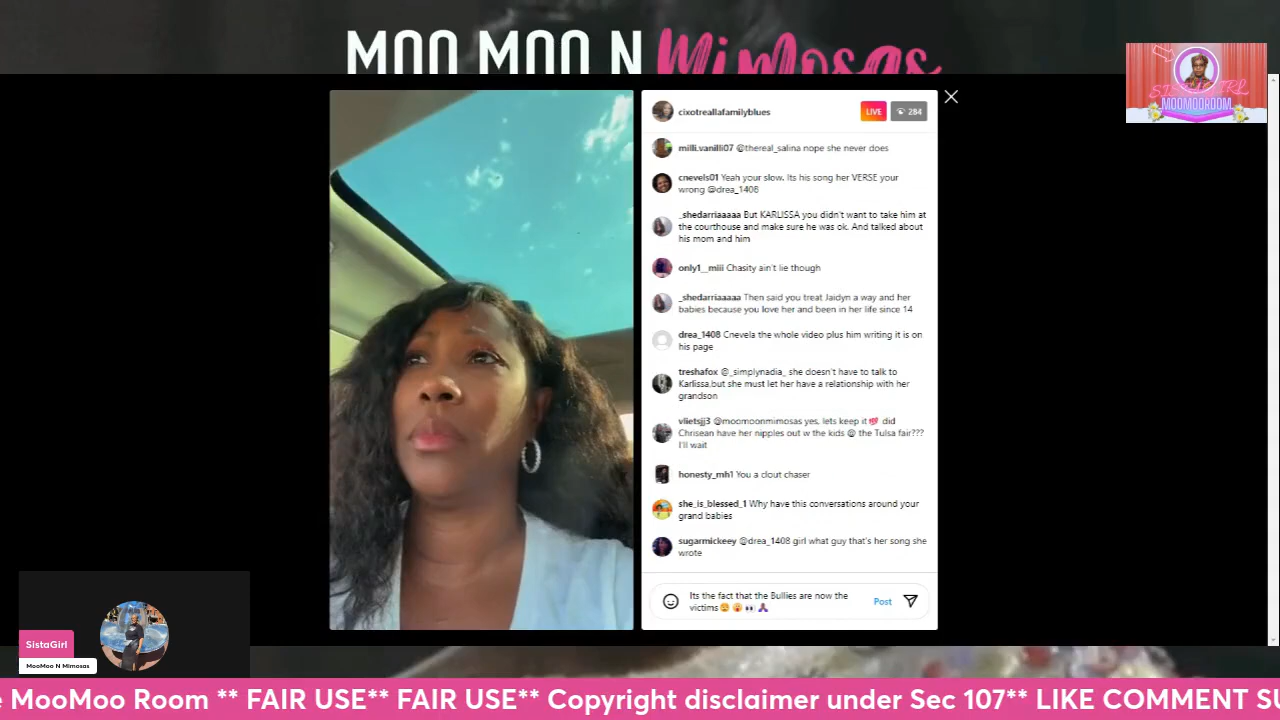 MOO MOO N Mimosas
SISTAGIRL
MOOMOOROOM
cixotreallafamilyblues
LIVE
284
milli.vanilli07 @thereal_salina nope she never does
cnevels01 Yeah your slow. Its his song her VERSE your
wrong @drea_1408
_shedarriaaaaa But KARLISSA you didn't want to take him at
the courthouse and make sure he was ok. And talked about
his mom and him
only1__miii Chasity ain't lie though
_shedarriaaaaa Then said you treat Jaidyn a way and her
babies because you love her and been in her life since 14
drea_1408 Cnevela the whole video plus him writing it is on
his page
treshafox @_simplynadia_ she doesn't have to talk to
Karlissa,but she must let her have a relationship with her
grandson
vlietsjj3 @moomoonmimosas yes, lets keep it💯 did
Chrisean have her nipples out w the kids @ the Tulsa fair???
I'll wait
honesty_mh1 You a clout chaser
she_is_blessed_1 Why have this conversations around your
grand babies
sugarmickeey @drea_1408 girl what guy that's her song she
wrote
Its the fact that the Bullies are now the
victims
Post
SistaGirl
MooMoo N Mimosas
e MooMoo Room ** FAIR USE** FAIR USE** Copyright disclaimer under Sec 107** LIKE COMMENT SU